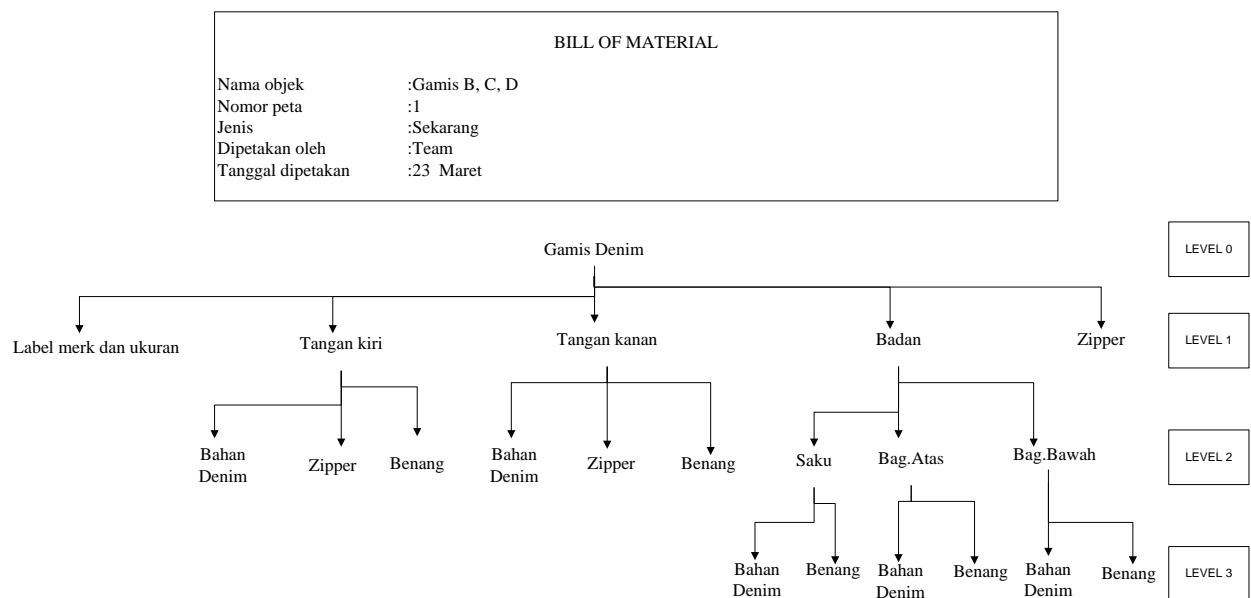 BILL OF MATERIAL
Nama objek :Gamis B, C, D
Nomor peta :1
Jenis :Sekarang
Dipetakan oleh :Team
Tanggal dipetakan :23 Maret
Gamis Denim
LEVEL 0
Label merk dan ukuran
Tangan kiri
Tangan kanan
Badan
Zipper
LEVEL 1
Bahan
Denim
Zipper
Benang
Bahan
Denim
Zipper
Benang
Saku
Bag.Atas
Bag.Bawah
LEVEL 2
Bahan
Denim
Benang
Bahan
Denim
Benang
Bahan
Denim
Benang
LEVEL 3